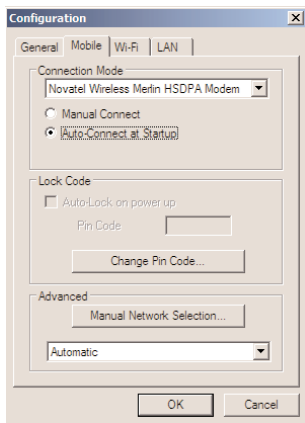 Configuration
General Mobile Wi-Fi LAN
Connection Mode
Novatel Wireless Merlin HSDPA Modem
Manual Connect
Auto-Connect at Startup
Lock Code
Auto-Lock on power up
Pin Code
Change Pin Code...
Advanced
Manual Network Selection...
Automatic
OK Cancel